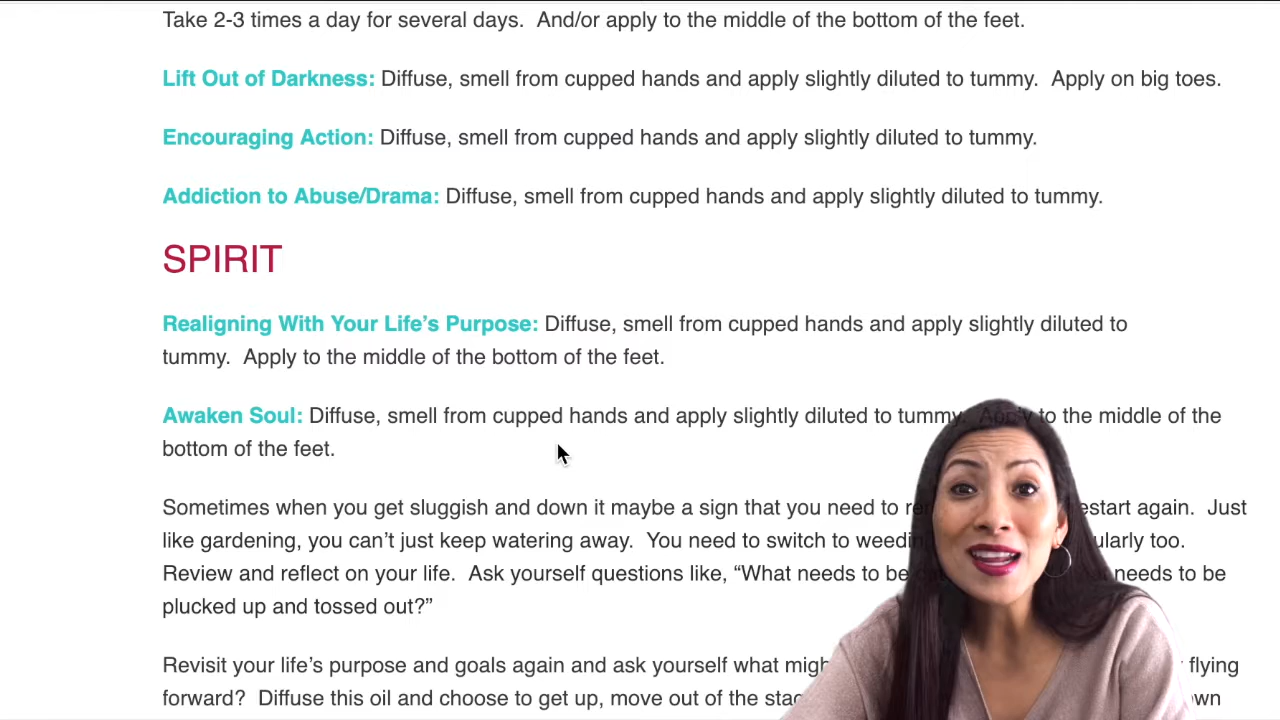 Take 2-3 times a day for several days.  And/or apply to the middle of the bottom of the feet.
Lift Out of Darkness: Diffuse, smell from cupped hands and apply slightly diluted to tummy.  Apply on big toes.
Encouraging Action: Diffuse, smell from cupped hands and apply slightly diluted to tummy.
Addiction to Abuse/Drama: Diffuse, smell from cupped hands and apply slightly diluted to tummy.
SPIRIT
Realigning With Your Life’s Purpose: Diffuse, smell from cupped hands and apply slightly diluted to
tummy.  Apply to the middle of the bottom of the feet.
Awaken Soul: Diffuse, smell from cupped hands and apply slightly diluted to tummy.  Apply to the middle of the
bottom of the feet.
Sometimes when you get sluggish and down it maybe a sign that you need to restart again.  Just
like gardening, you can’t just keep watering away.  You need to switch to too.
Review and reflect on your life.  Ask yourself questions like, “What needs to be needs to be
plucked up and tossed out?”
Revisit your life’s purpose and goals again and ask yourself what flying
forward?  Diffuse this oil and choose to get up, move out of the